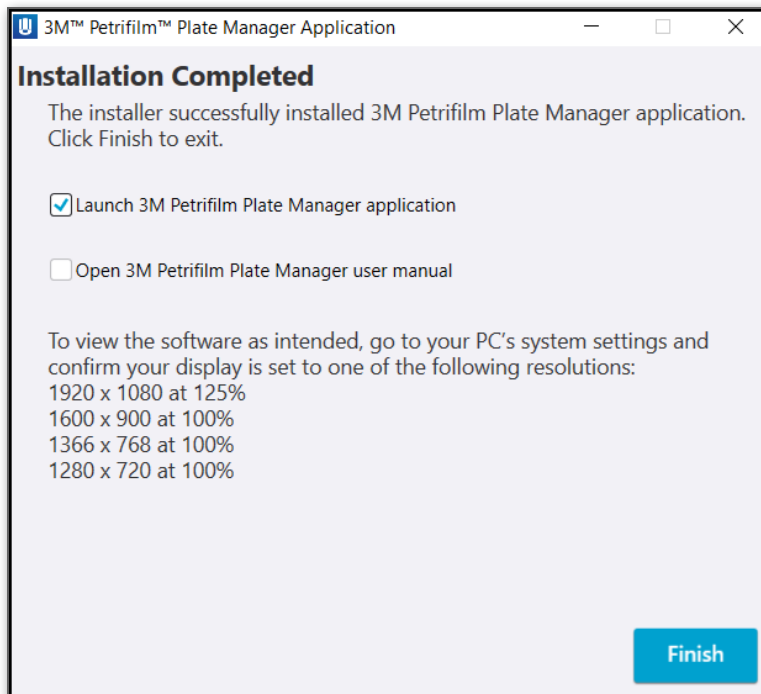 3M™ Petrifilm™ Plate Manager Application
Installation Completed
The installer successfully installed 3M Petrifilm Plate Manager application.
Click Finish to exit.
Launch 3M Petrifilm Plate Manager application
Open 3M Petrifilm Plate Manager user manual
To view the software as intended, go to your PC's system settings and
confirm your display is set to one of the following resolutions:
1920 x 1080 at 125%
1600 x 900 at 100%
1366 x 768 at 100%
1280 x 720 at 100%
Finish